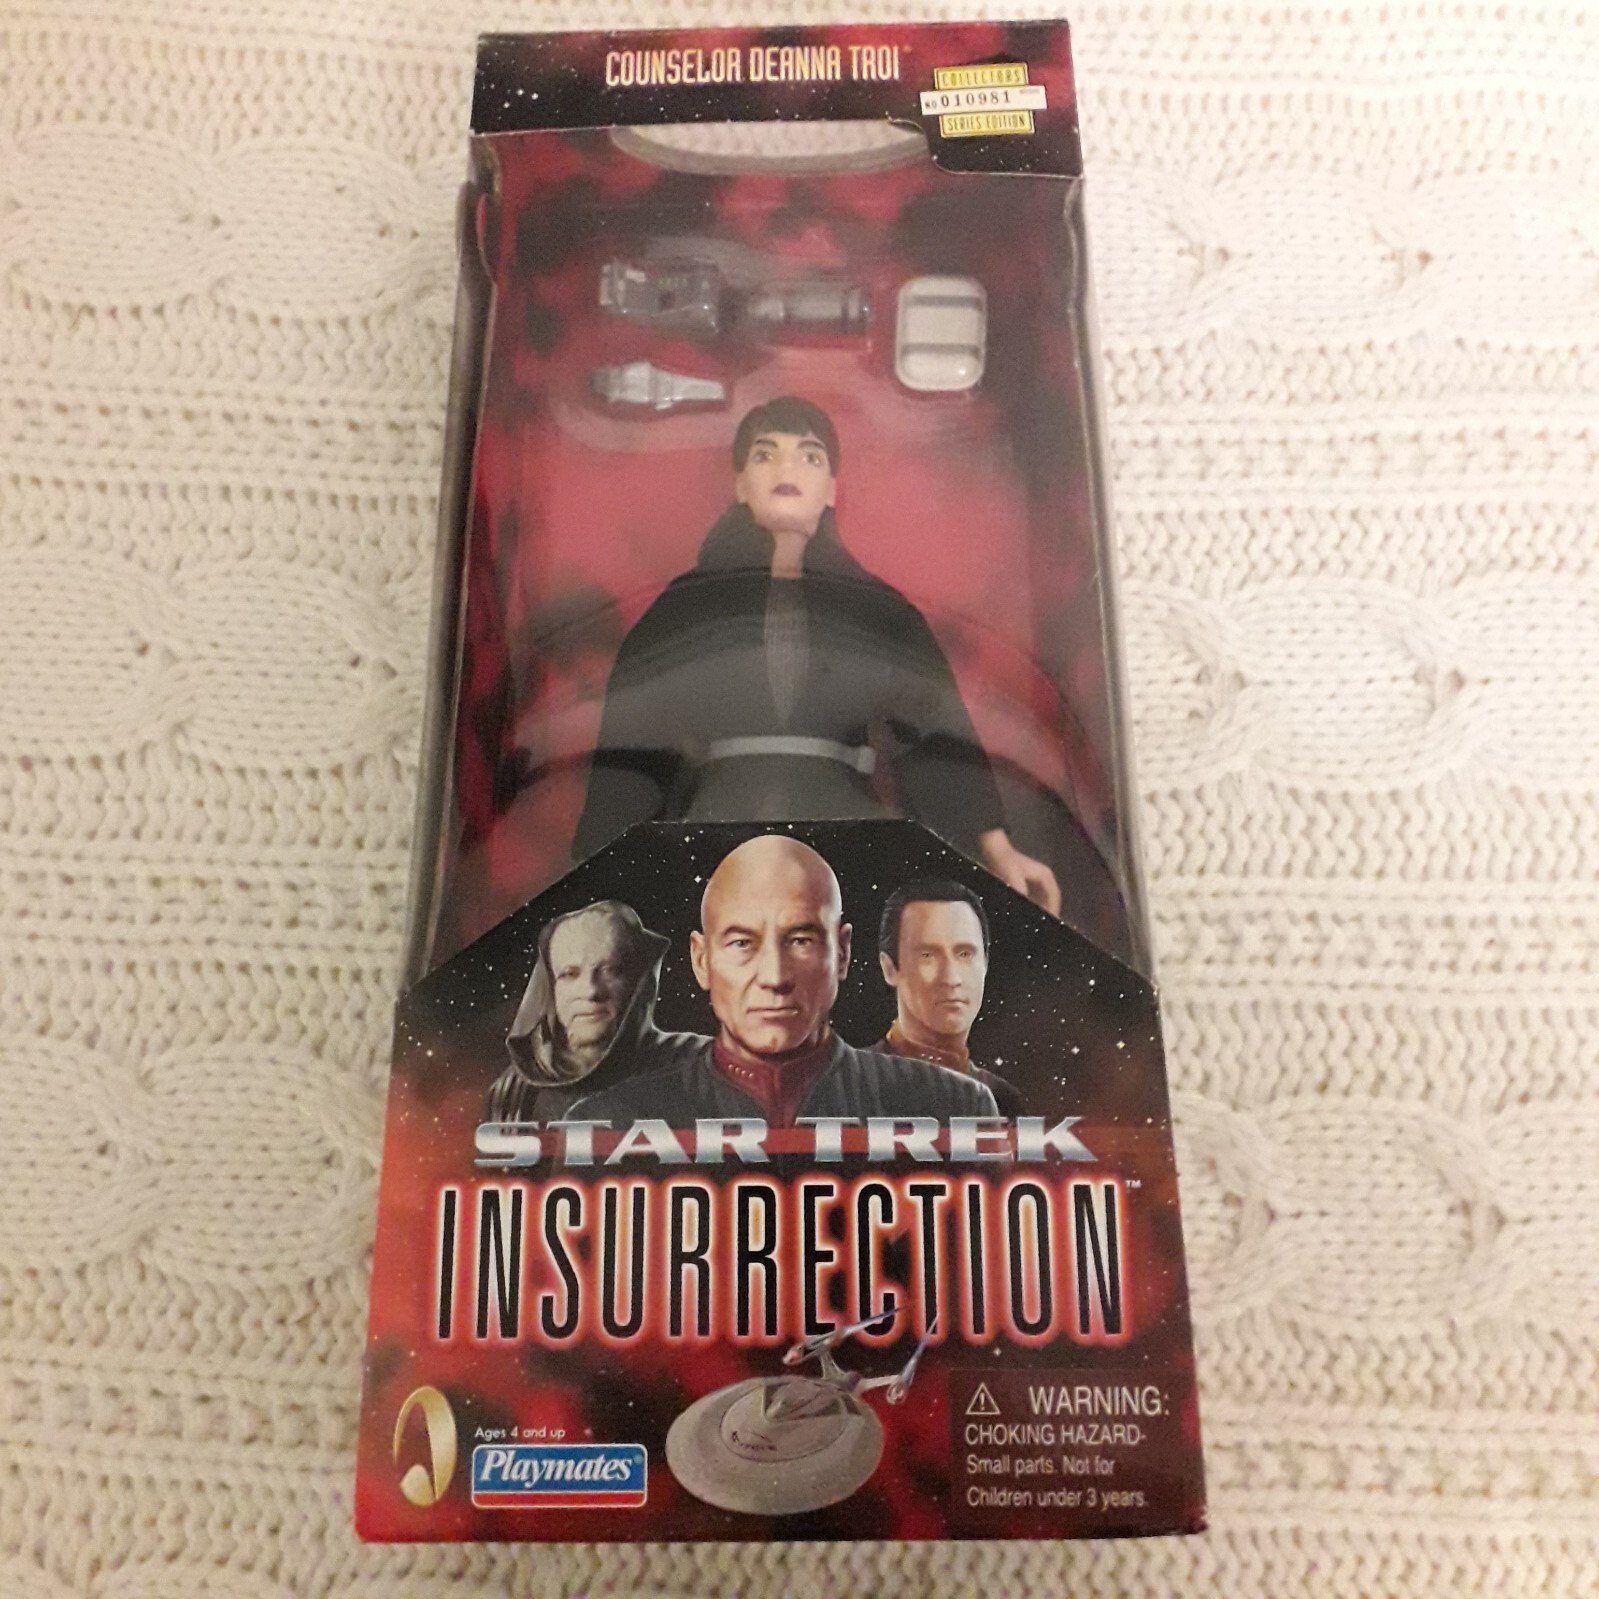 COUNSELOR DEANNA TROI
COLLECTORS
NO 010981
SERIES EDITION
STAR TREK
INSURRECTION™
Ages 4 and up
Playmates®
WARNING:
CHOKING HAZARD-
Small parts. Not for
Children under 3 years.